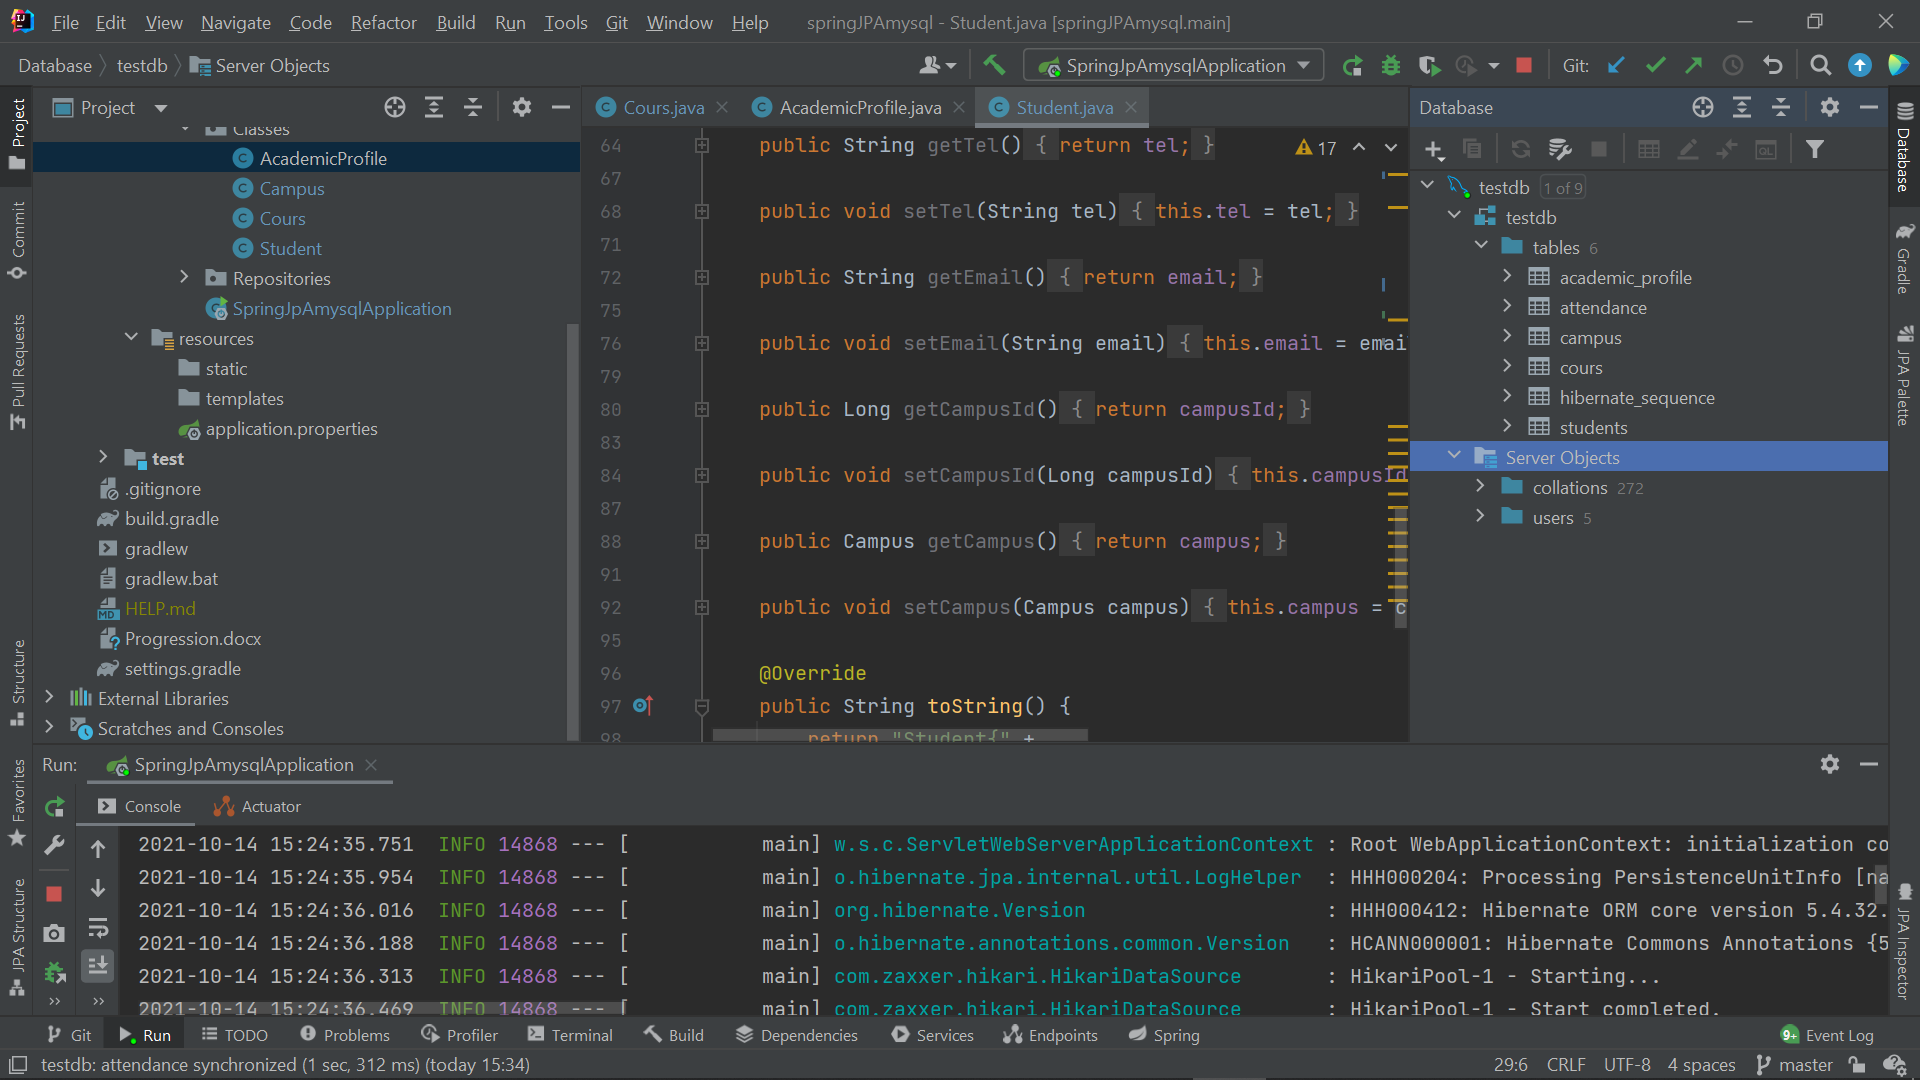 File Edit View Navigate Code Refactor Build Run Tools Git Window Help springJPAmysql - Student.java [springJPAmysql.main]
Database testdb Server Objects SpringJpAmysqlApplication Git:
Project
Cours.java AcademicProfile.java Student.java
Database
Classes
AcademicProfile
Campus
Cours
Student
Repositories
SpringJpAmysqlApplication
resources
static
templates
application.properties
test
.gitignore
build.gradle
gradlew
gradlew.bat
HELP.md
Progression.docx
settings.gradle
External Libraries
Scratches and Consoles
64 public String getTel() { return tel; }
17
67
68 public void setTel(String tel) { this.tel = tel; }
71
72 public String getEmail() { return email; }
75
76 public void setEmail(String email) { this.email = emai
79
80 public Long getCampusId() { return campusId; }
83
84 public void setCampusId(Long campusId) { this.campusId
87
88 public Campus getCampus() { return campus; }
91
92 public void setCampus(Campus campus) { this.campus = c
95
96 @Override
97 public String toString() {
98 return "Student{" +
testdb 1 of 9
testdb
tables 6
academic_profile
attendance
campus
cours
hibernate_sequence
students
Server Objects
collations 272
users 5
Project
Commit
Pull Requests
Structure
Favorites
JPA Structure
Database
Gradle
JPA Palette
JPA Inspector
Run: SpringJpAmysqlApplication
Console Actuator
2021-10-14 15:24:35.751 INFO 14868 --- [ main] w.s.c.ServletWebServerApplicationContext : Root WebApplicationContext: initialization co
2021-10-14 15:24:35.954 INFO 14868 --- [ main] o.hibernate.jpa.internal.util.LogHelper : HHH000204: Processing PersistenceUnitInfo [na
2021-10-14 15:24:36.016 INFO 14868 --- [ main] org.hibernate.Version : HHH000412: Hibernate ORM core version 5.4.32.
2021-10-14 15:24:36.188 INFO 14868 --- [ main] o.hibernate.annotations.common.Version : HCANN000001: Hibernate Commons Annotations {5
2021-10-14 15:24:36.313 INFO 14868 --- [ main] com.zaxxer.hikari.HikariDataSource : HikariPool-1 - Starting...
2021-10-14 15:24:36.469 INFO 14868 --- [ main] com.zaxxer.hikari.HikariDataSource : HikariPool-1 - Start completed.
Git Run TODO Problems Profiler Terminal Build Dependencies Services Endpoints Spring 9+ Event Log
testdb: attendance synchronized (1 sec, 312 ms) (today 15:34) 29:6 CRLF UTF-8 4 spaces master